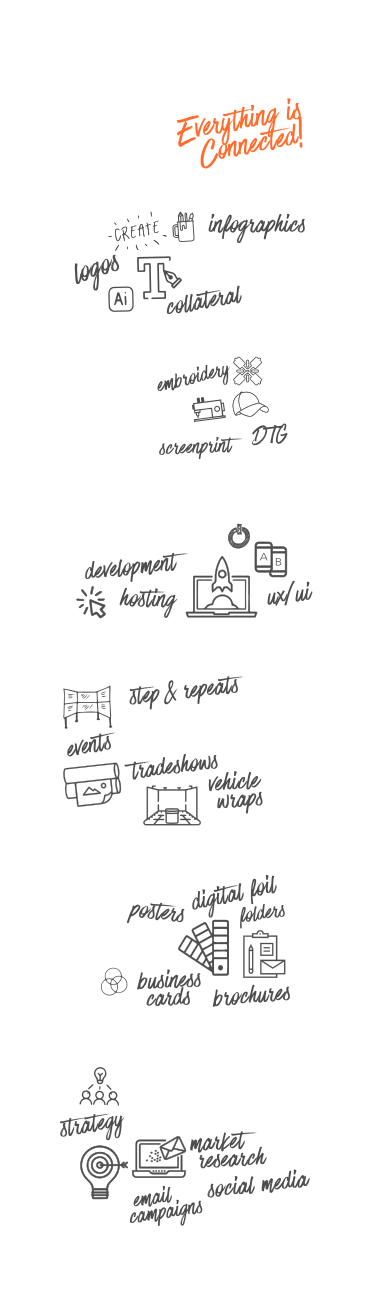 Everything is
Connected!
CREATE
infographics
logos
Ai
T
collateral
embroidery
screenprint
DTG
development
A
B
hosting
ux/ui
step & repeats
events
tradeshows
vehicle
wraps
digital foil
posters
folders
business
cards
brochures
strategy
market
research
social media
email
campaigns